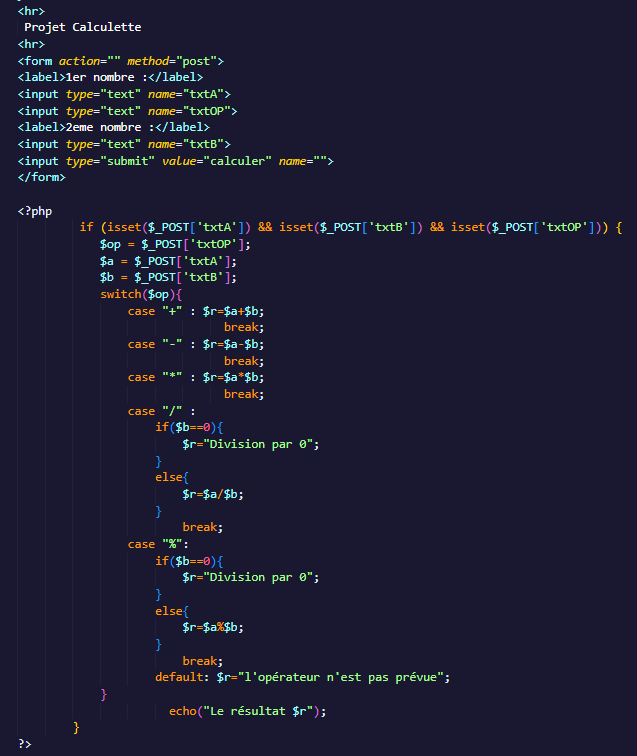 <hr>
Projet Calculette
<hr>
<form action="" method="post">
<label>1er nombre :</label>
<input type="text" name="txtA">
<input type="text" name="txtOP">
<label>2eme nombre :</label>
<input type="text" name="txtB">
<input type="submit" value="calculer" name="">
</form>
<?php
if (isset($_POST['txtA']) && isset($_POST['txtB']) && isset($_POST['txtOP'])) {
$op = $_POST['txtOP'];
$a = $_POST['txtA'];
$b = $_POST['txtB'];
switch($op){
case "+" : $r=$a+$b;
break;
case "-" : $r=$a-$b;
break;
case "*" : $r=$a*$b;
break;
case "/" :
if($b==0){
$r="Division par 0";
}
else{
$r=$a/$b;
}
break;
case "%":
if($b==0){
$r="Division par 0";
}
else{
$r=$a%$b;
}
break;
default: $r="l'opérateur n'est pas prévue";
}
echo("Le résultat $r");
}
?>